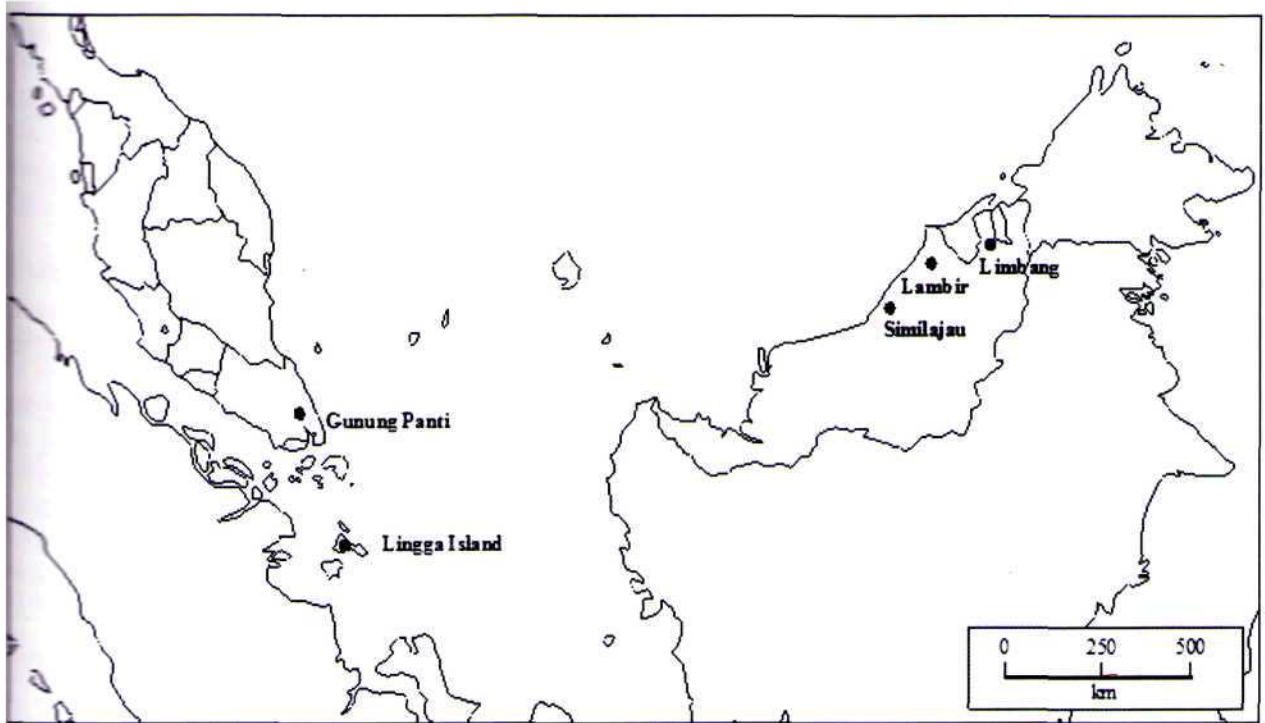 Limbang
Lambir
Similajau
Gunung Panti
Lingga Island
0 250 500
km